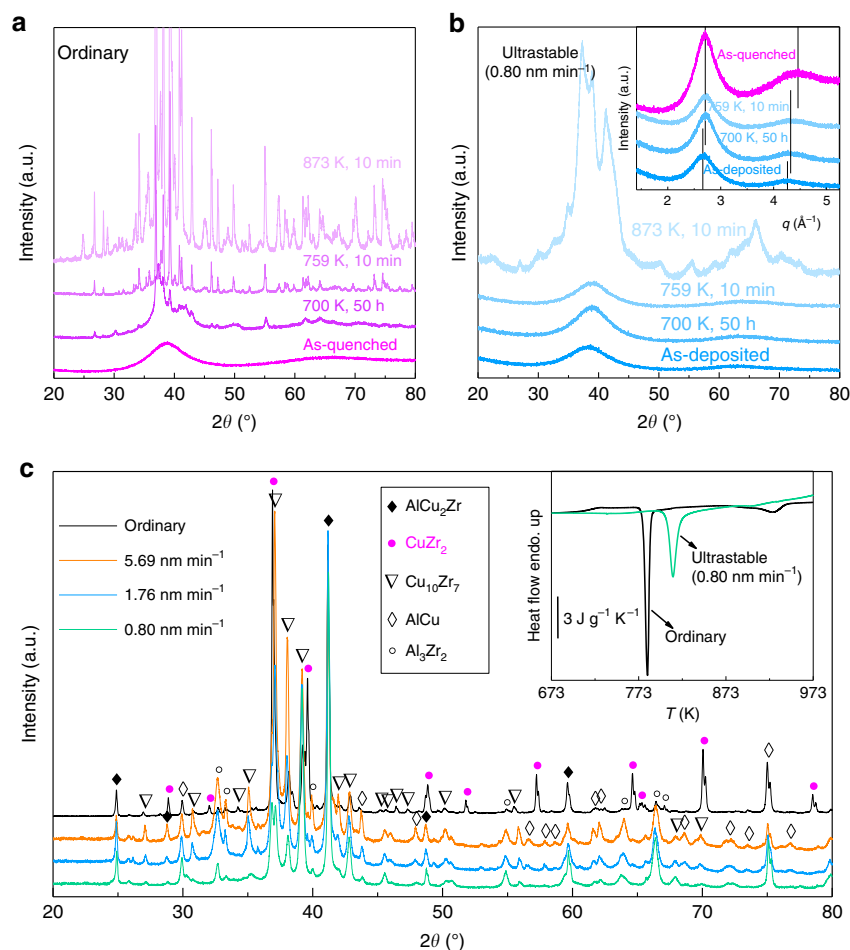 a
Ordinary
873 K, 10 min
759 K, 10 min
700 K, 50 h
As-quenched
Intensity (a.u.)
20 30 40 50 60 70 80
2θ (°)
b
Ultrastable
(0.80 nm min⁻¹)
873 K, 10 min
759 K, 10 min
700 K, 50 h
As-deposited
Intensity (a.u.)
20 30 40 50 60 70 80
2θ (°)
As-quenched
759 K, 10 min
700 K, 50 h
As-deposited
Intensity (a.u.)
2 3 4 5
q (Å⁻¹)
c
Ordinary
5.69 nm min⁻¹
1.76 nm min⁻¹
0.80 nm min⁻¹
AlCu₂Zr
CuZr₂
Cu₁₀Zr₇
AlCu
Al₃Zr₂
Heat flow endo. up
3 J g⁻¹ K⁻¹
Ultrastable
(0.80 nm min⁻¹)
Ordinary
673 773 873 973
T (K)
Intensity (a.u.)
20 30 40 50 60 70 80
2θ (°)